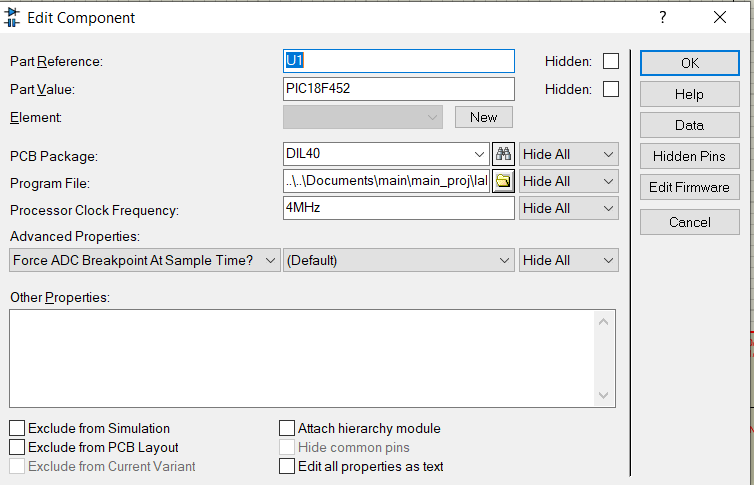 Edit Component ? ×
Part Reference: U1 Hidden: OK
Part Value: PIC18F452 Hidden: Help
Element: New Data
PCB Package: DIL40 Hide All Hidden Pins
Program File: ..\..\Documents\main\main_proj\lal Hide All Edit Firmware
Processor Clock Frequency: 4MHz Hide All Cancel
Advanced Properties:
Force ADC Breakpoint At Sample Time? (Default) Hide All
Other Properties:
Exclude from Simulation Attach hierarchy module
Exclude from PCB Layout Hide common pins
Exclude from Current Variant Edit all properties as text